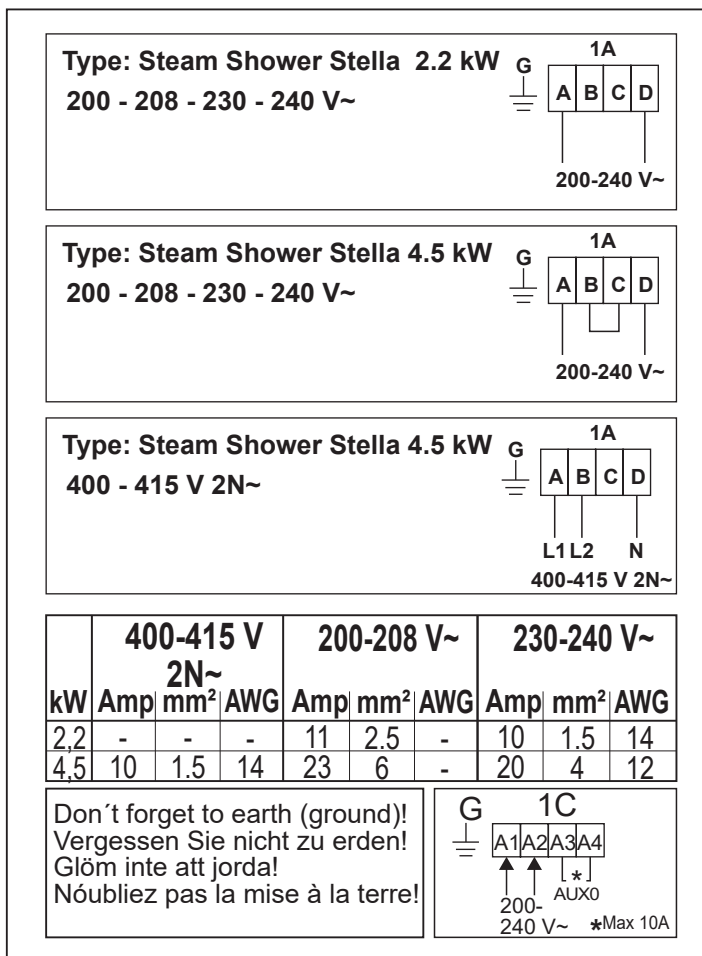 Type: Steam Shower Stella 2.2 kW
200 - 208 - 230 - 240 V~
G
1A
A B C D
200-240 V~
Type: Steam Shower Stella 4.5 kW
200 - 208 - 230 - 240 V~
G
1A
A B C D
200-240 V~
Type: Steam Shower Stella 4.5 kW
400 - 415 V 2N~
G
1A
A B C D
L1 L2 N
400-415 V 2N~
400-415 V 200-208 V~ 230-240 V~
2N~
kW Amp mm² AWG Amp mm² AWG Amp mm² AWG
2,2 - - - 11 2.5 - 10 1.5 14
4,5 10 1.5 14 23 6 - 20 4 12
Don´t forget to earth (ground)!
Vergessen Sie nicht zu erden!
Glöm inte att jorda!
Nóubliez pas la mise à la terre!
G 1C
A1 A2 A3 A4
*
AUX0
200-
240 V~ *Max 10A